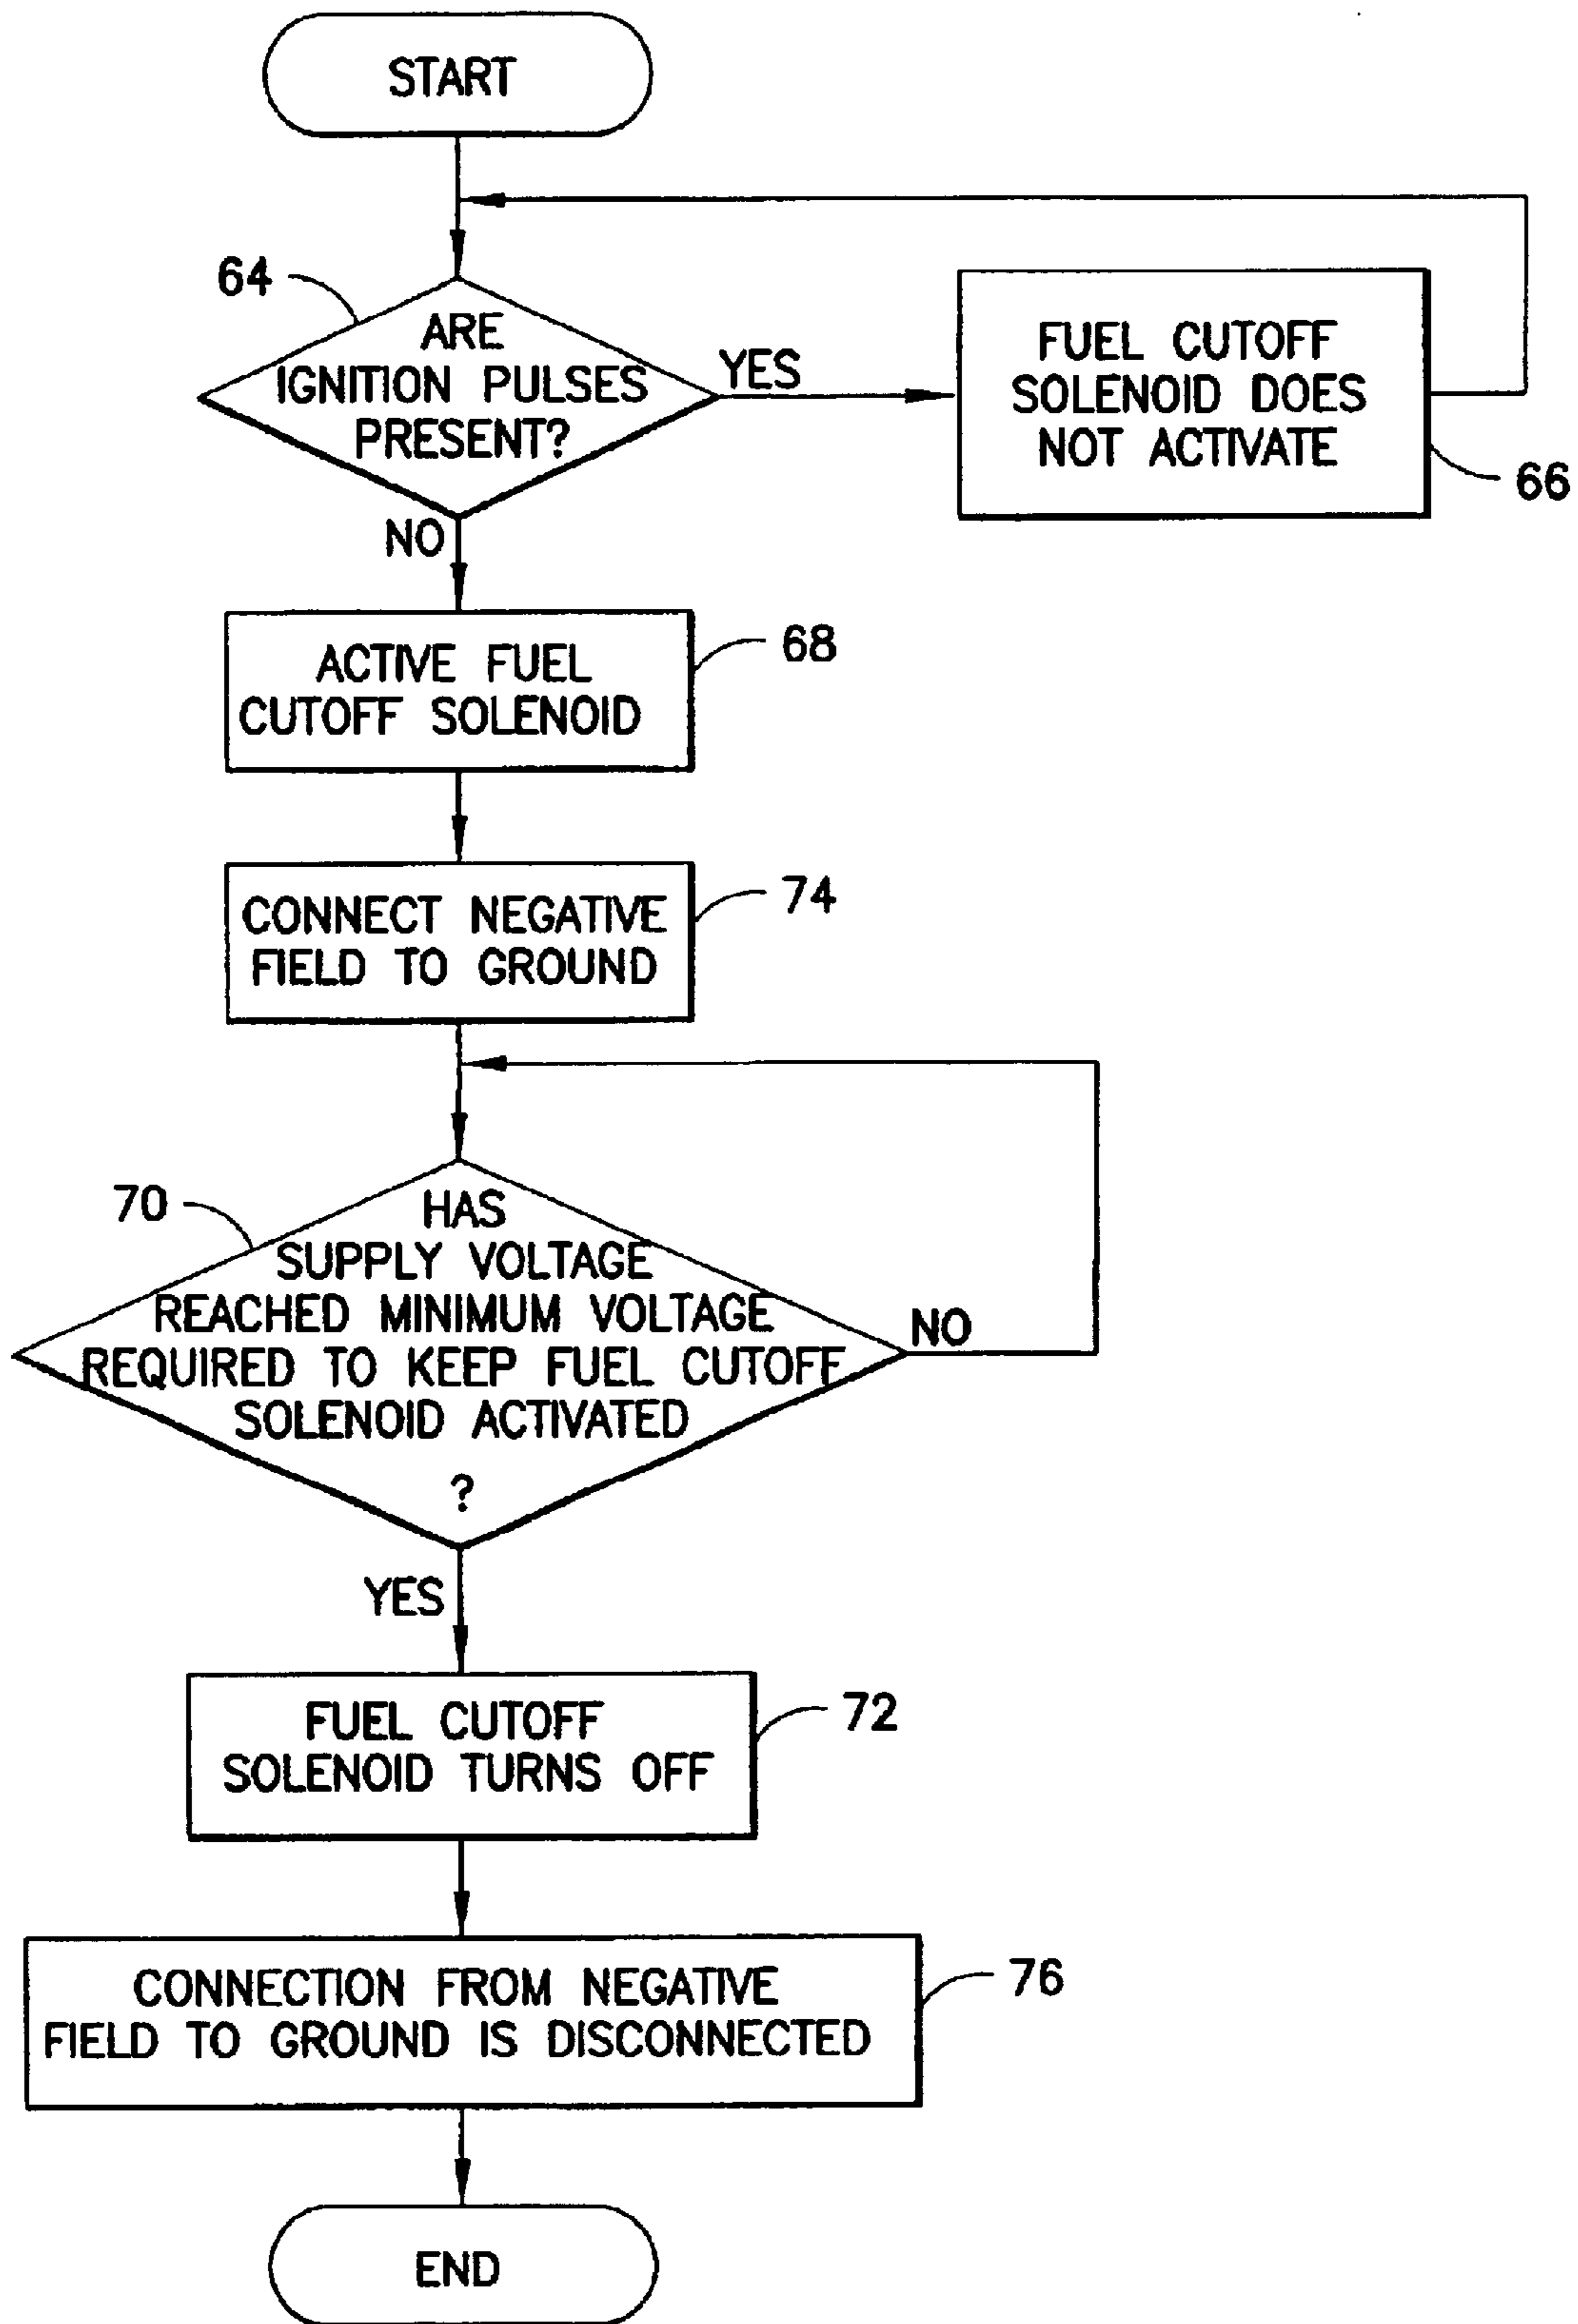 START
64
ARE
IGNITION PULSES
PRESENT?
YES
FUEL CUTOFF
SOLENOID DOES
NOT ACTIVATE
66
NO
ACTIVE FUEL
CUTOFF SOLENOID
68
CONNECT NEGATIVE
FIELD TO GROUND
74
70
HAS
SUPPLY VOLTAGE
REACHED MINIMUM VOLTAGE
REQUIRED TO KEEP FUEL CUTOFF
SOLENOID ACTIVATED
?
NO
YES
FUEL CUTOFF
SOLENOID TURNS OFF
72
CONNECTION FROM NEGATIVE
FIELD TO GROUND IS DISCONNECTED
76
END